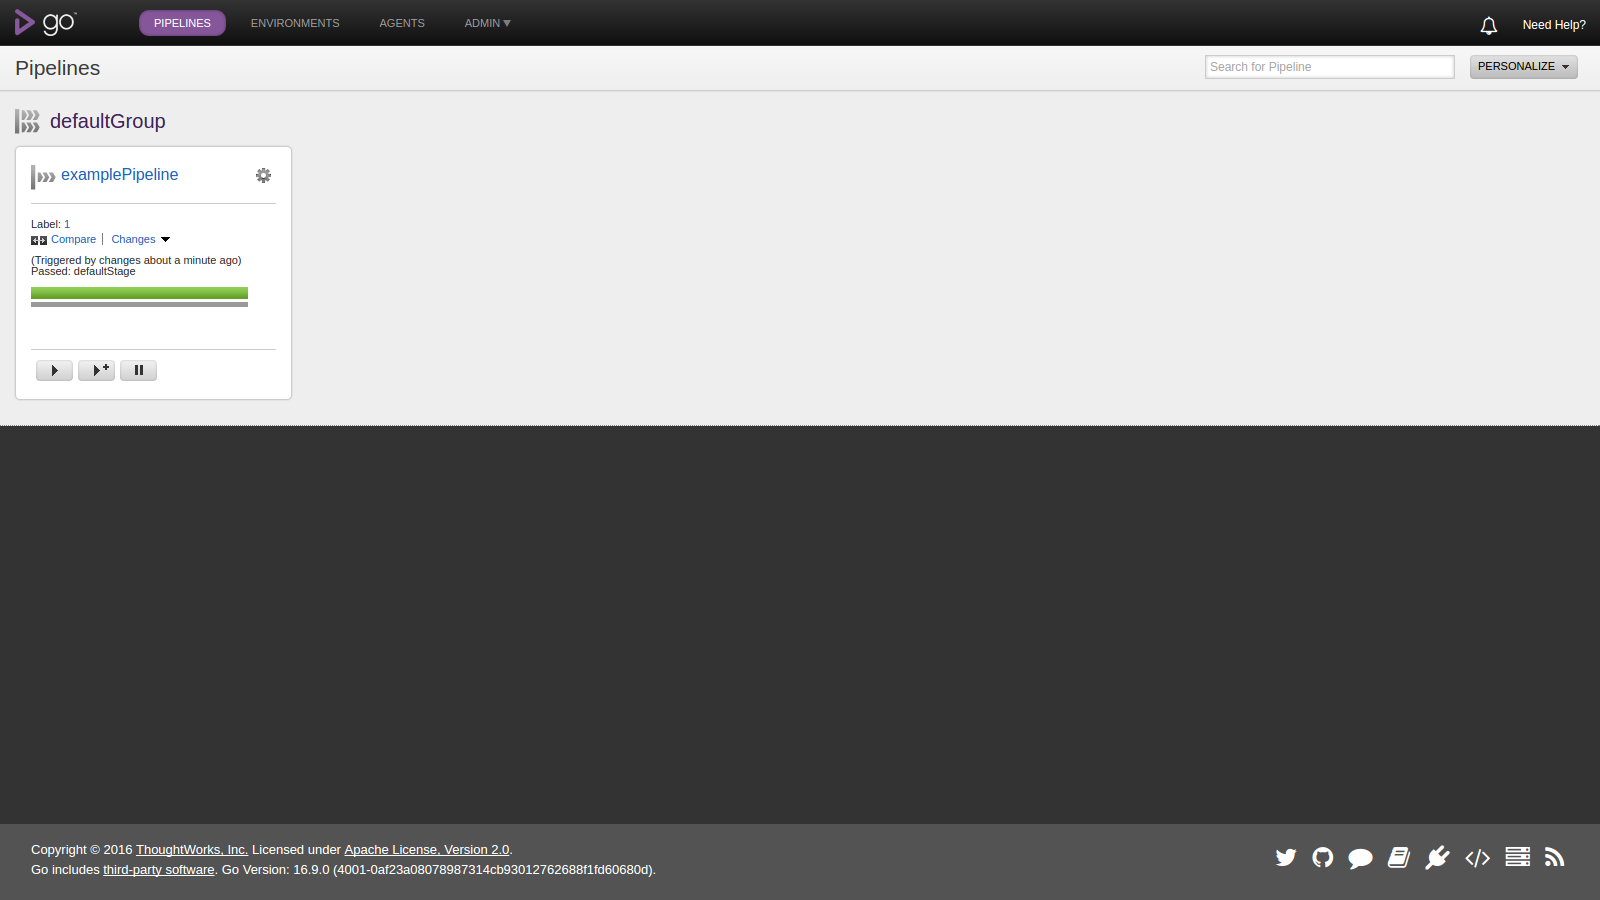 go™
PIPELINES
ENVIRONMENTS
AGENTS
ADMIN
Need Help?
Pipelines
Search for Pipeline
PERSONALIZE
defaultGroup
examplePipeline
Label: 1
Compare
Changes
(Triggered by changes about a minute ago)
Passed: defaultStage
Copyright © 2016 ThoughtWorks, Inc. Licensed under Apache License, Version 2.0.
Go includes third-party software. Go Version: 16.9.0 (4001-0af23a08078987314cb93012762688f1fd60680d).